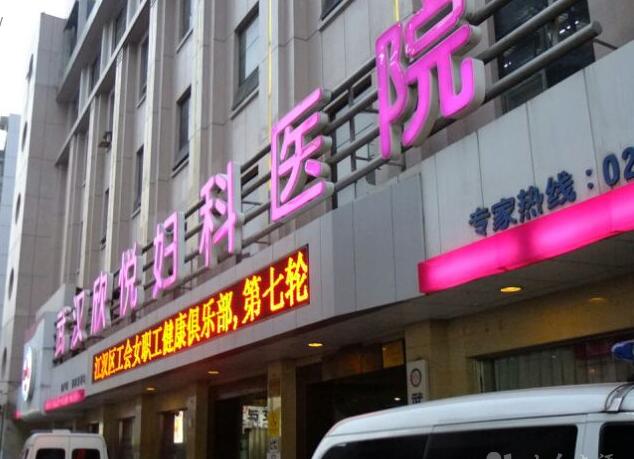 武汉欣悦妇科医院
专家热线:02
江汉区工会女职工健康俱乐部,第七轮
武